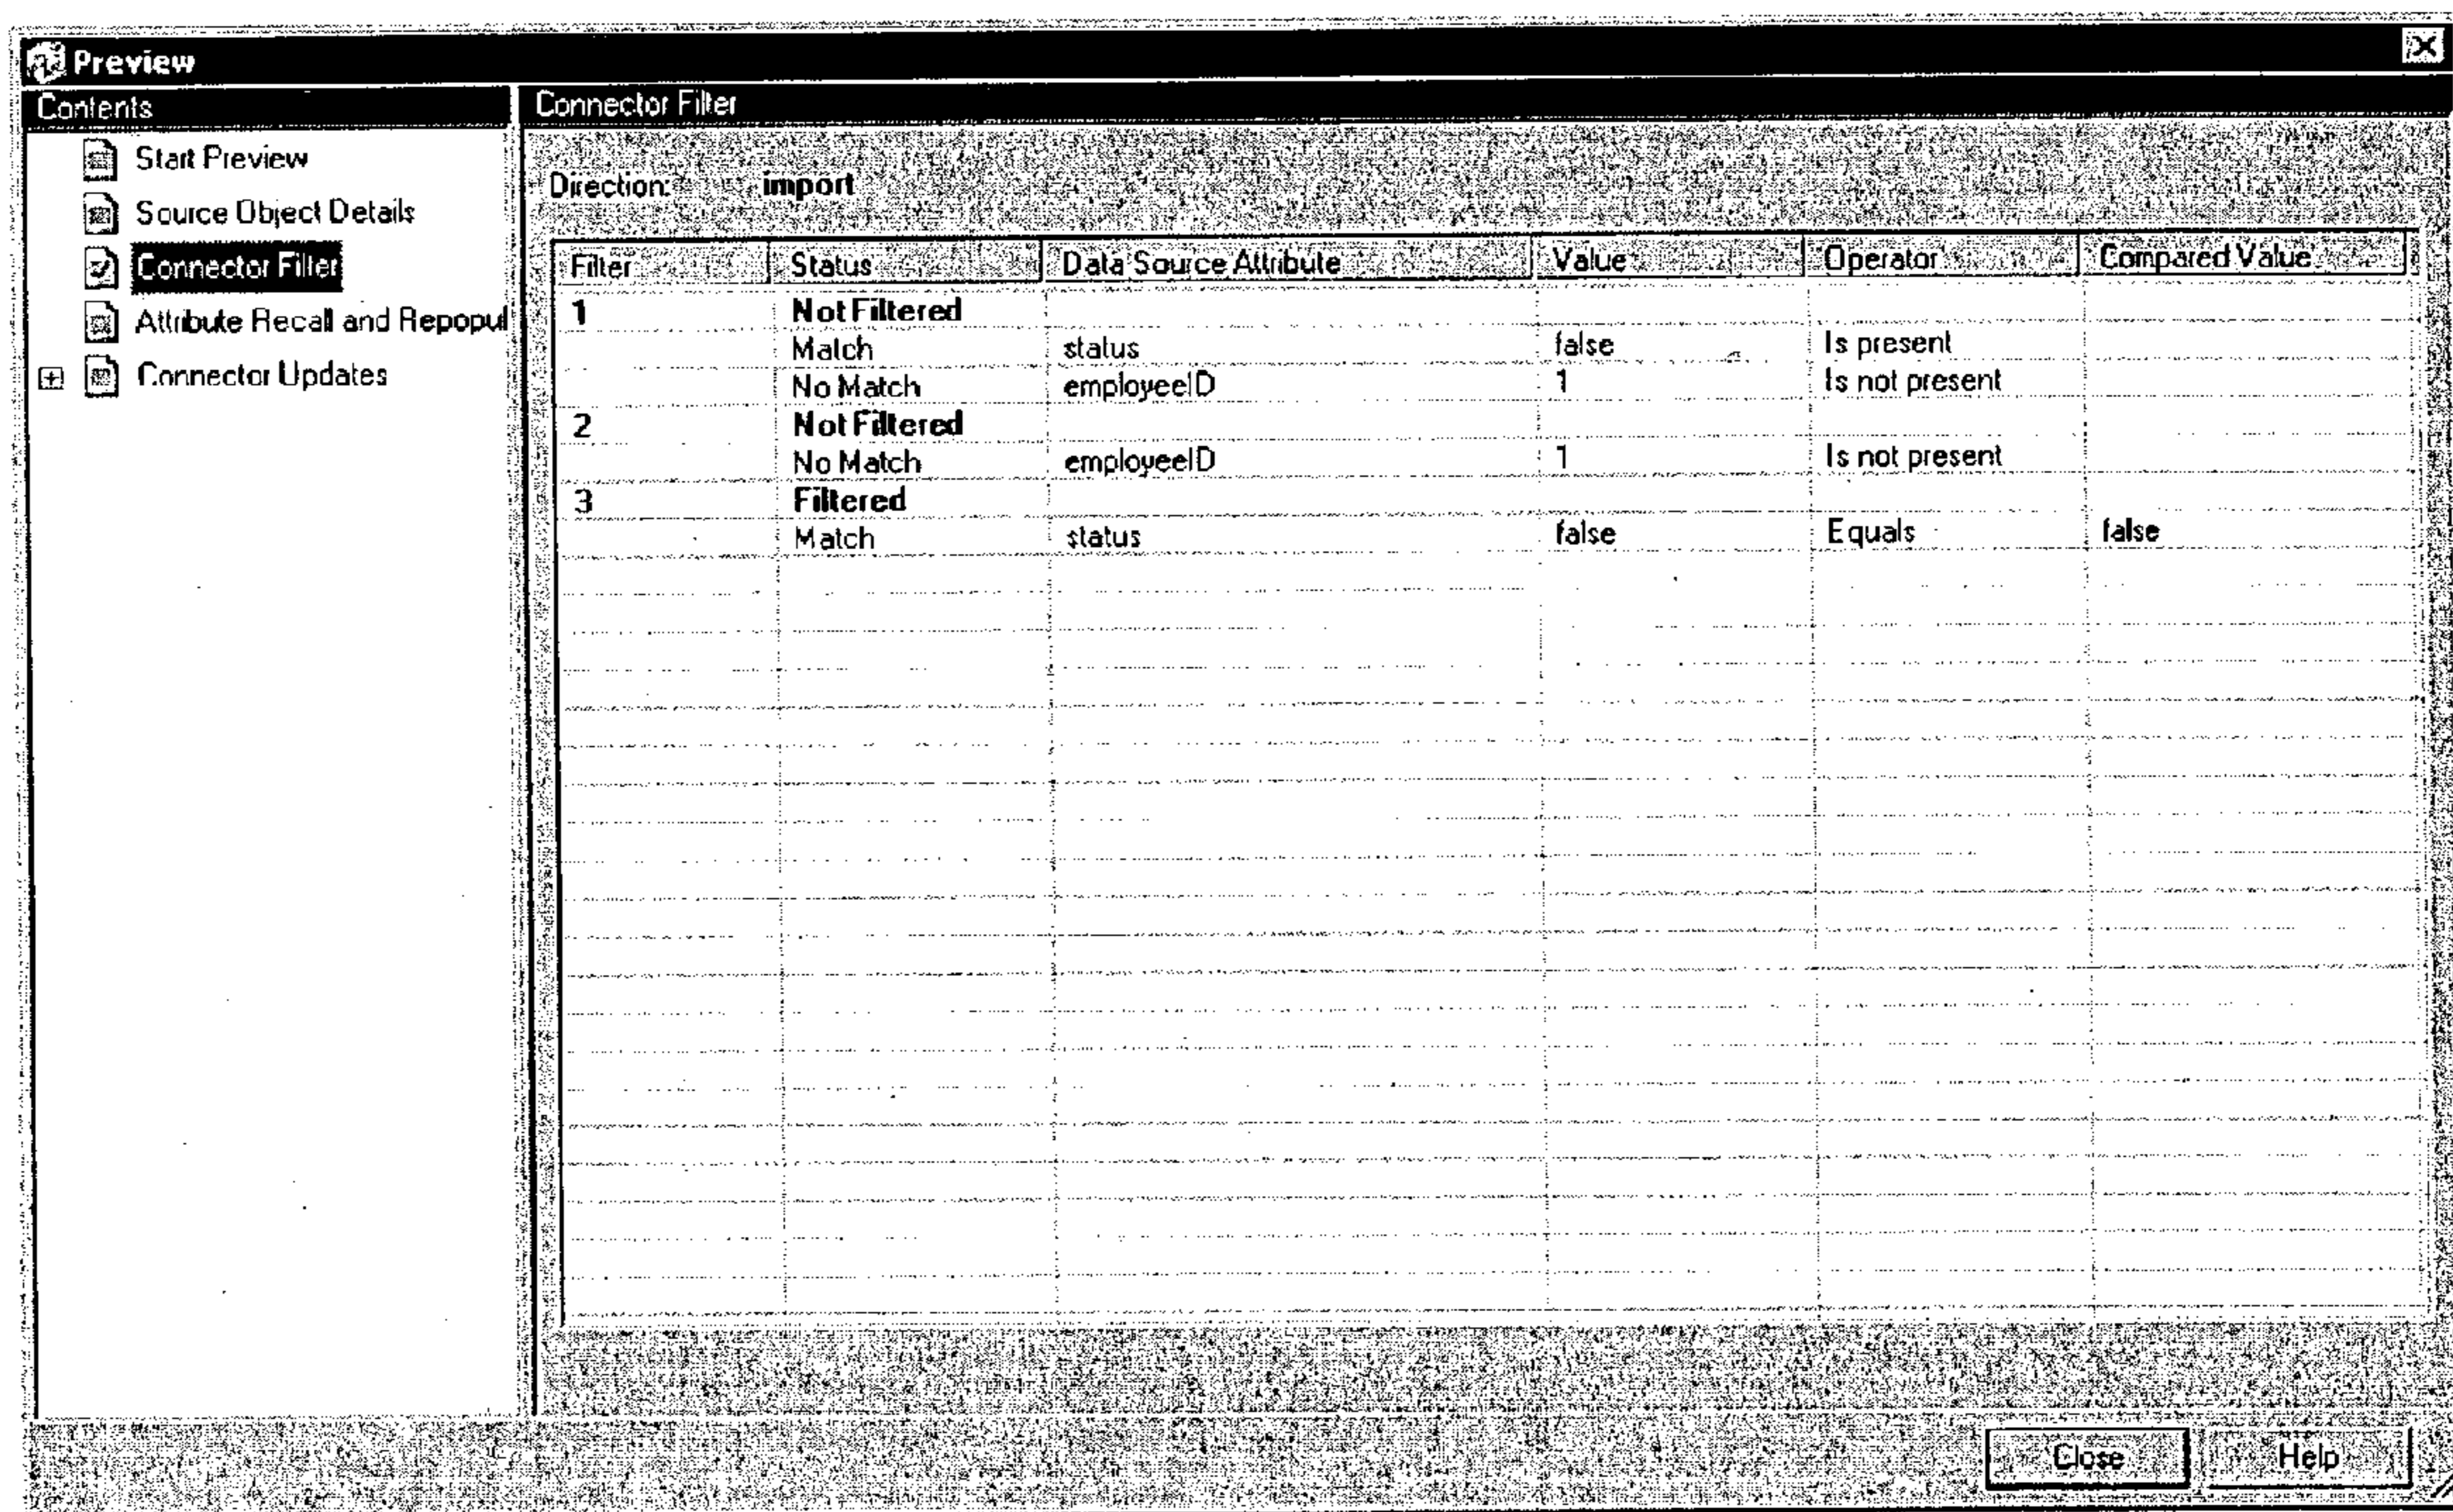 Preview
Contents
Start Preview
Source Object Details
Connector Filter
Attribute Recall and Repopul
Connector Updates
Connector Filter
Direction: import
Filter Status Data Source Attribute Value Operator Compared Value
1 Not Filtered
Match status false Is present
No Match employeeID 1 Is not present
2 Not Filtered
No Match employeeID 1 Is not present
3 Filtered
Match status false Equals false
Close Help